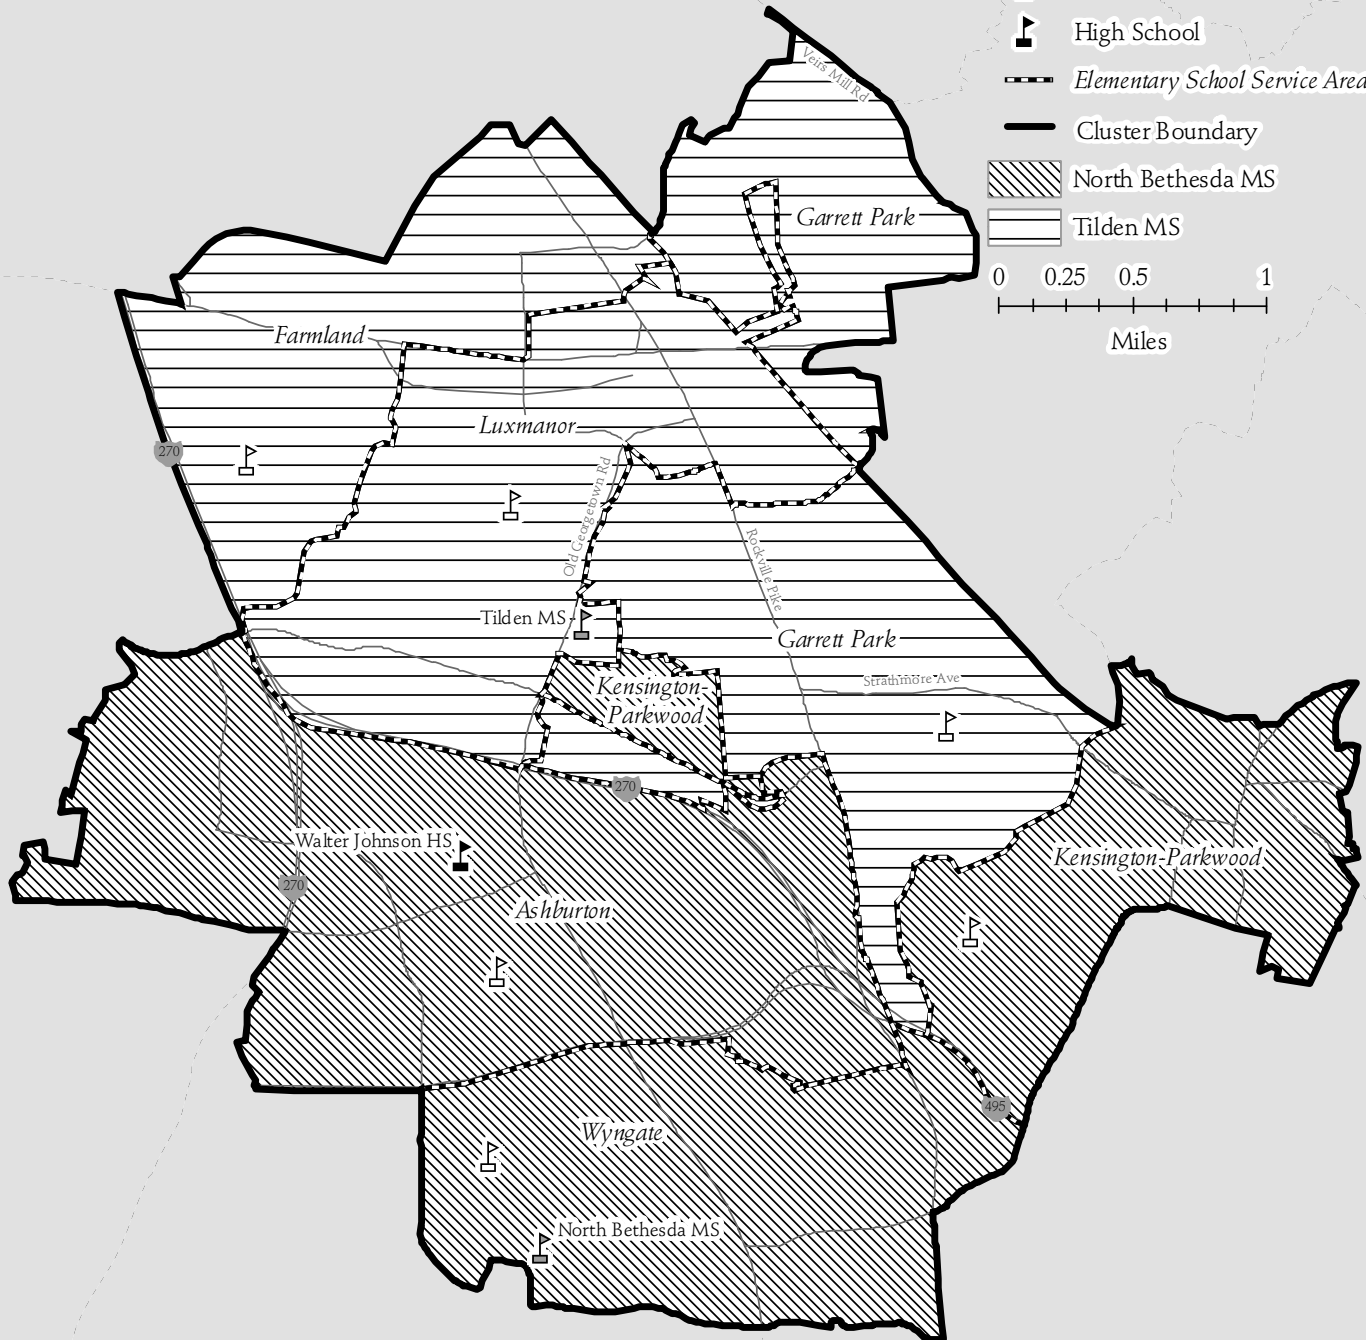 High School
Elementary School Service Area
Cluster Boundary
North Bethesda MS
Tilden MS
0 0.25 0.5 1
Miles
Veirs Mill Rd
Garrett Park
Farmland
Luxmanor
270
Old Georgetown Rd
Rockville Pike
Tilden MS
Garrett Park
Strathmore Ave
Kensington-
Parkwood
270
Walter Johnson HS
Kensington-Parkwood
270
Ashburton
495
Wyngate
North Bethesda MS